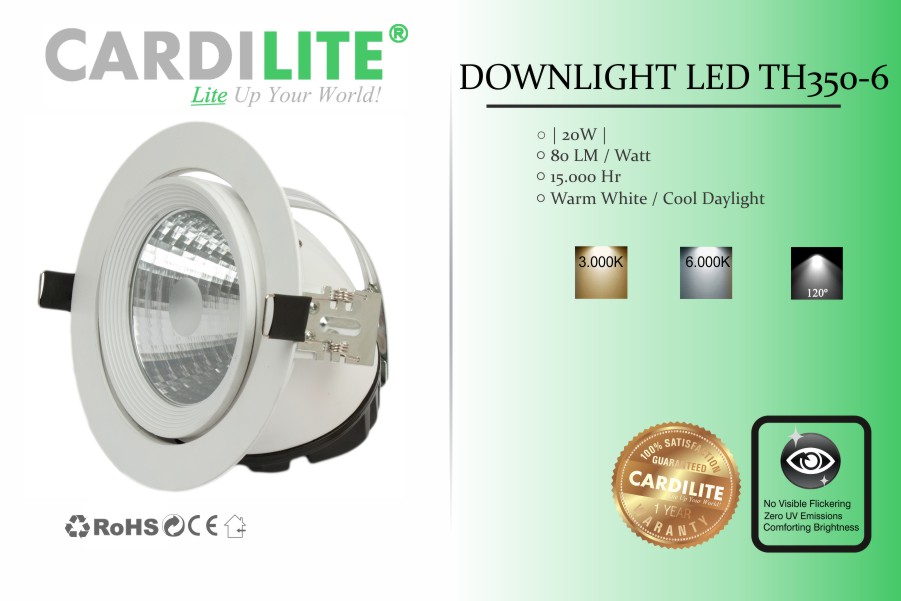 CARDILITE®
Lite Up Your World!
DOWNLIGHT LED TH350-6
| 20W |
80 LM / Watt
15.000 Hr
Warm White / Cool Daylight
3.000K
6.000K
120º
100% SATISFACTION
GUARANTEED
CARDILITE
Lite Up Your World!
1 YEAR
WARANTY
No Visible Flickering
Zero UV Emissions
Comforting Brightness
RoHS CE